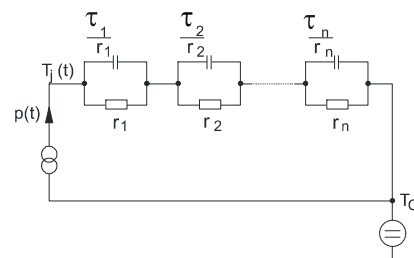 τ1/r1 τ2/r2 τn/rn
Tj(t)
p(t)
r1 r2 rn
TC